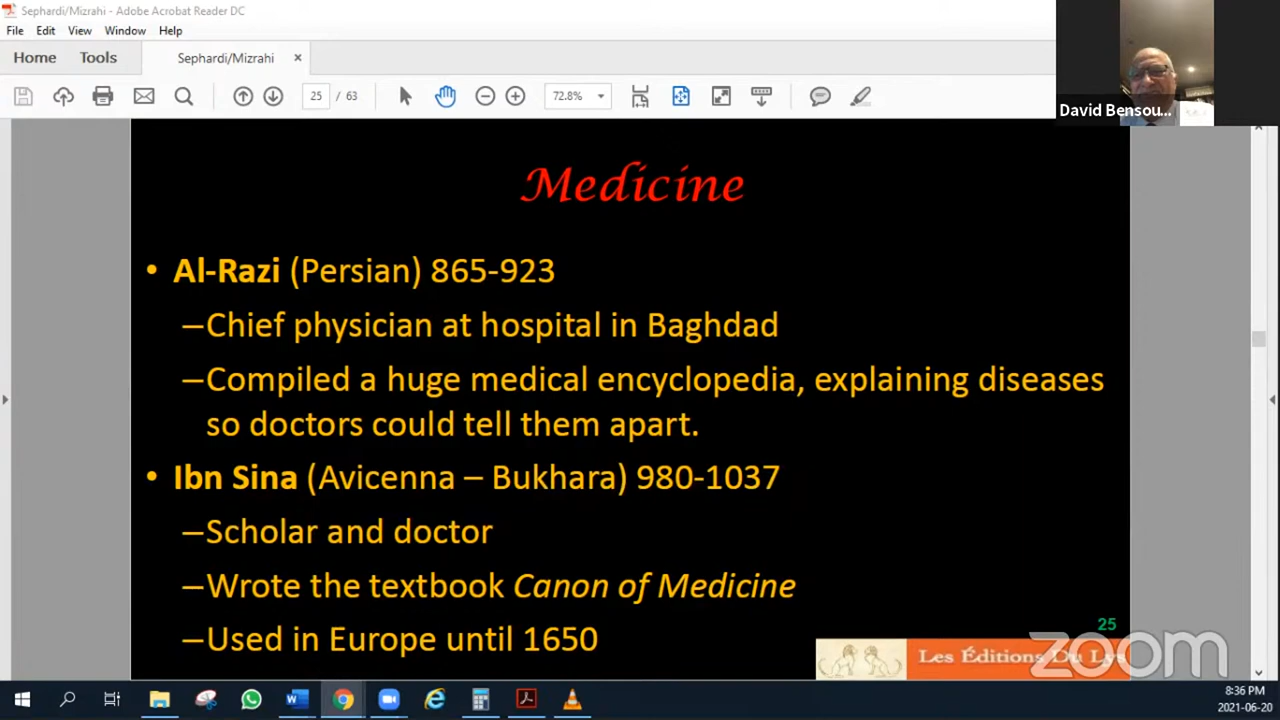 Sephardi/Mizrahi - Adobe Acrobat Reader DC
File Edit View Window Help
Home Tools Sephardi/Mizrahi ×
25 / 63 72.8%
David Bensou...
Medicine
• Al-Razi (Persian) 865-923
–Chief physician at hospital in Baghdad
–Compiled a huge medical encyclopedia, explaining diseases
so doctors could tell them apart.
• Ibn Sina (Avicenna – Bukhara) 980-1037
–Scholar and doctor
–Wrote the textbook Canon of Medicine
–Used in Europe until 1650
25
Les Éditions Du Lys
zoom
8:36 PM
2021-06-20